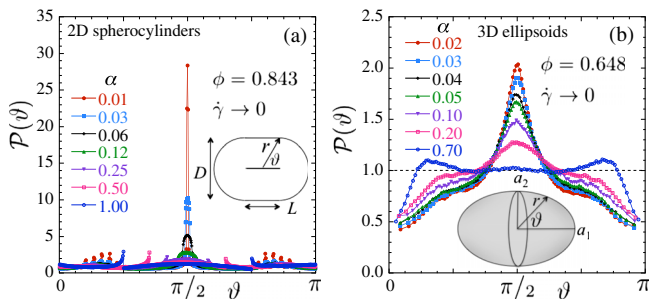 2D spherocylinders
(a)
α
0.01
0.03
0.06
0.12
0.25
0.50
1.00
ϕ = 0.843
γ̇ → 0
r
ϑ
D
L
P(ϑ)
35
30
25
20
15
10
5
0
0
π/2
ϑ
π
3D ellipsoids
(b)
α
0.02
0.03
0.04
0.05
0.10
0.20
0.70
ϕ = 0.648
γ̇ → 0
a₂
r
ϑ
a₁
P(ϑ)
2.5
2.0
1.5
1.0
0.5
0.0
0
π/2
ϑ
π